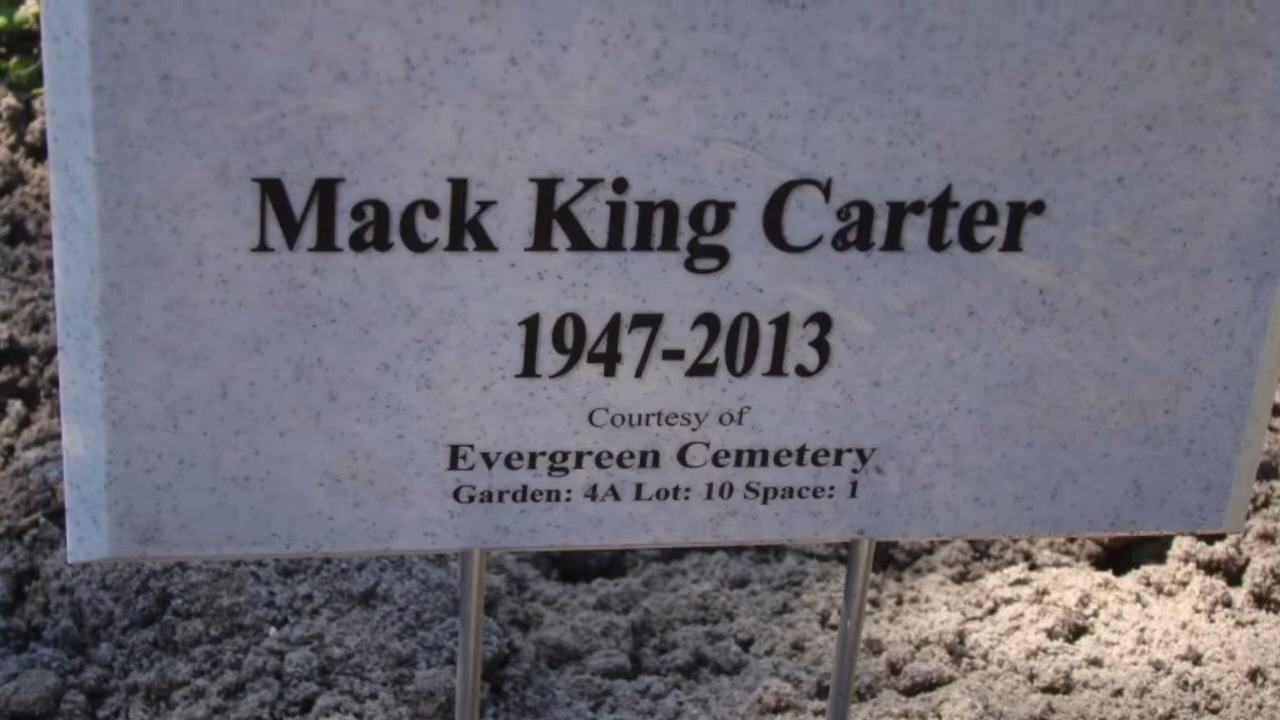 Mack King Carter
1947-2013
Courtesy of
Evergreen Cemetery
Garden: 4A Lot: 10 Space: 1